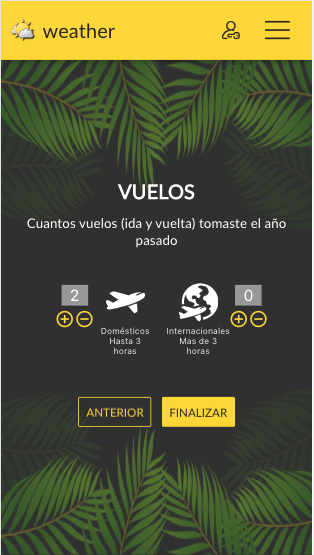 weather
VUELOS
Cuantos vuelos (ida y vuelta) tomaste el año
pasado
2
0
Domésticos
Hasta 3
horas
Internacionales
Mas de 3
horas
ANTERIOR
FINALIZAR